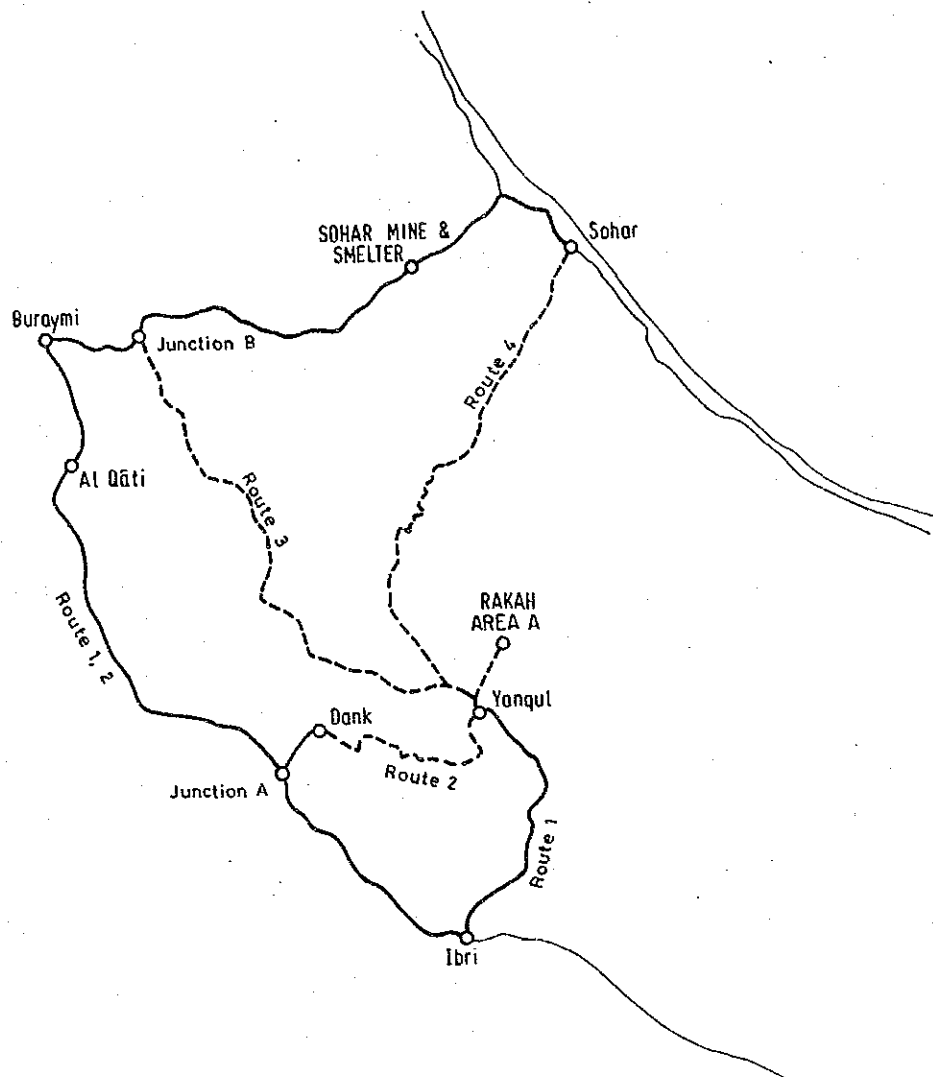 SOHAR MINE &
SMELTER
Sohar
Buraymi
Junction B
Route 4
Al Qāti
Route 3
RAKAH
AREA A
Route 1, 2
Yanqul
Dank
Route 2
Junction A
Route 1
Ibri